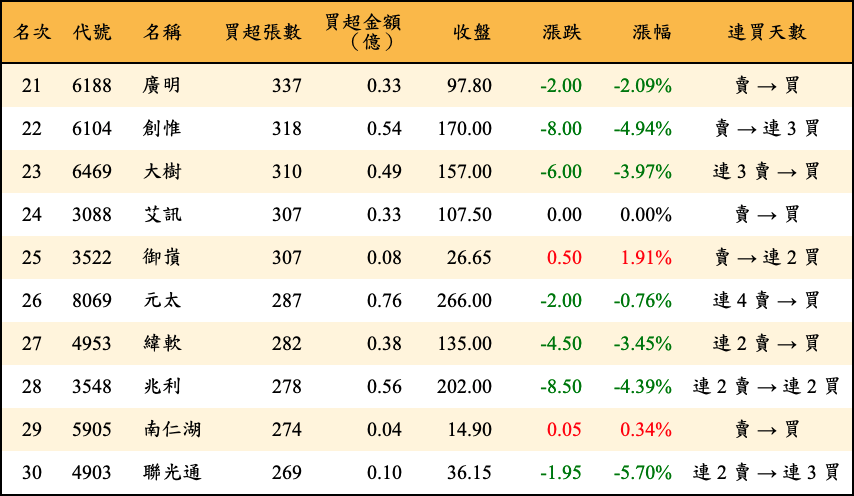 名次 代號 名稱 買超張數 買超金額（億） 收盤 漲跌 漲幅 連買天數
21 6188 廣明 337 0.33 97.80 -2.00 -2.09% 賣 → 買
22 6104 創惟 318 0.54 170.00 -8.00 -4.94% 賣 → 連 3 買
23 6469 大樹 310 0.49 157.00 -6.00 -3.97% 連 3 賣 → 買
24 3088 艾訊 307 0.33 107.50 0.00 0.00% 賣 → 買
25 3522 御嵿 307 0.08 26.65 0.50 1.91% 賣 → 連 2 買
26 8069 元太 287 0.76 266.00 -2.00 -0.76% 連 4 賣 → 買
27 4953 緯軟 282 0.38 135.00 -4.50 -3.45% 連 2 賣 → 買
28 3548 兆利 278 0.56 202.00 -8.50 -4.39% 連 2 賣 → 連 2 買
29 5905 南仁湖 274 0.04 14.90 0.05 0.34% 賣 → 買
30 4903 聯光通 269 0.10 36.15 -1.95 -5.70% 連 2 賣 → 連 3 買